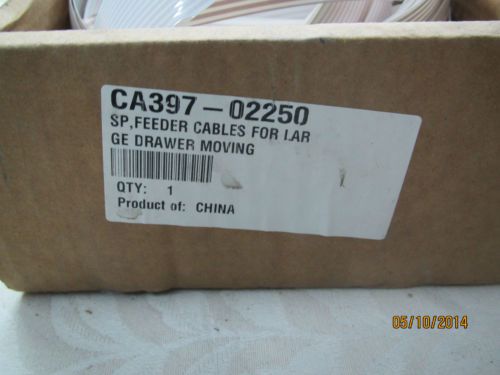 CA397-02250
SP,FEEDER CABLES FOR LAR
GE DRAWER MOVING
QTY: 1
Product of: CHINA
05/10/2014